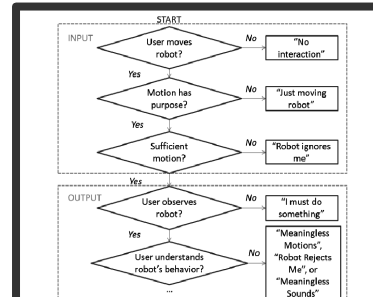 START
INPUT
User moves
robot?
No
"No
interaction"
Yes
Motion has
purpose?
No
"Just moving
robot"
Yes
Sufficient
motion?
No
"Robot ignores
me"
Yes
OUTPUT
User observes
robot?
No
"I must do
something"
Yes
User understands
robot's behavior?
No
"Meaningless
Motions",
"Robot Rejects
Me", or
"Meaningless
Sounds"
...